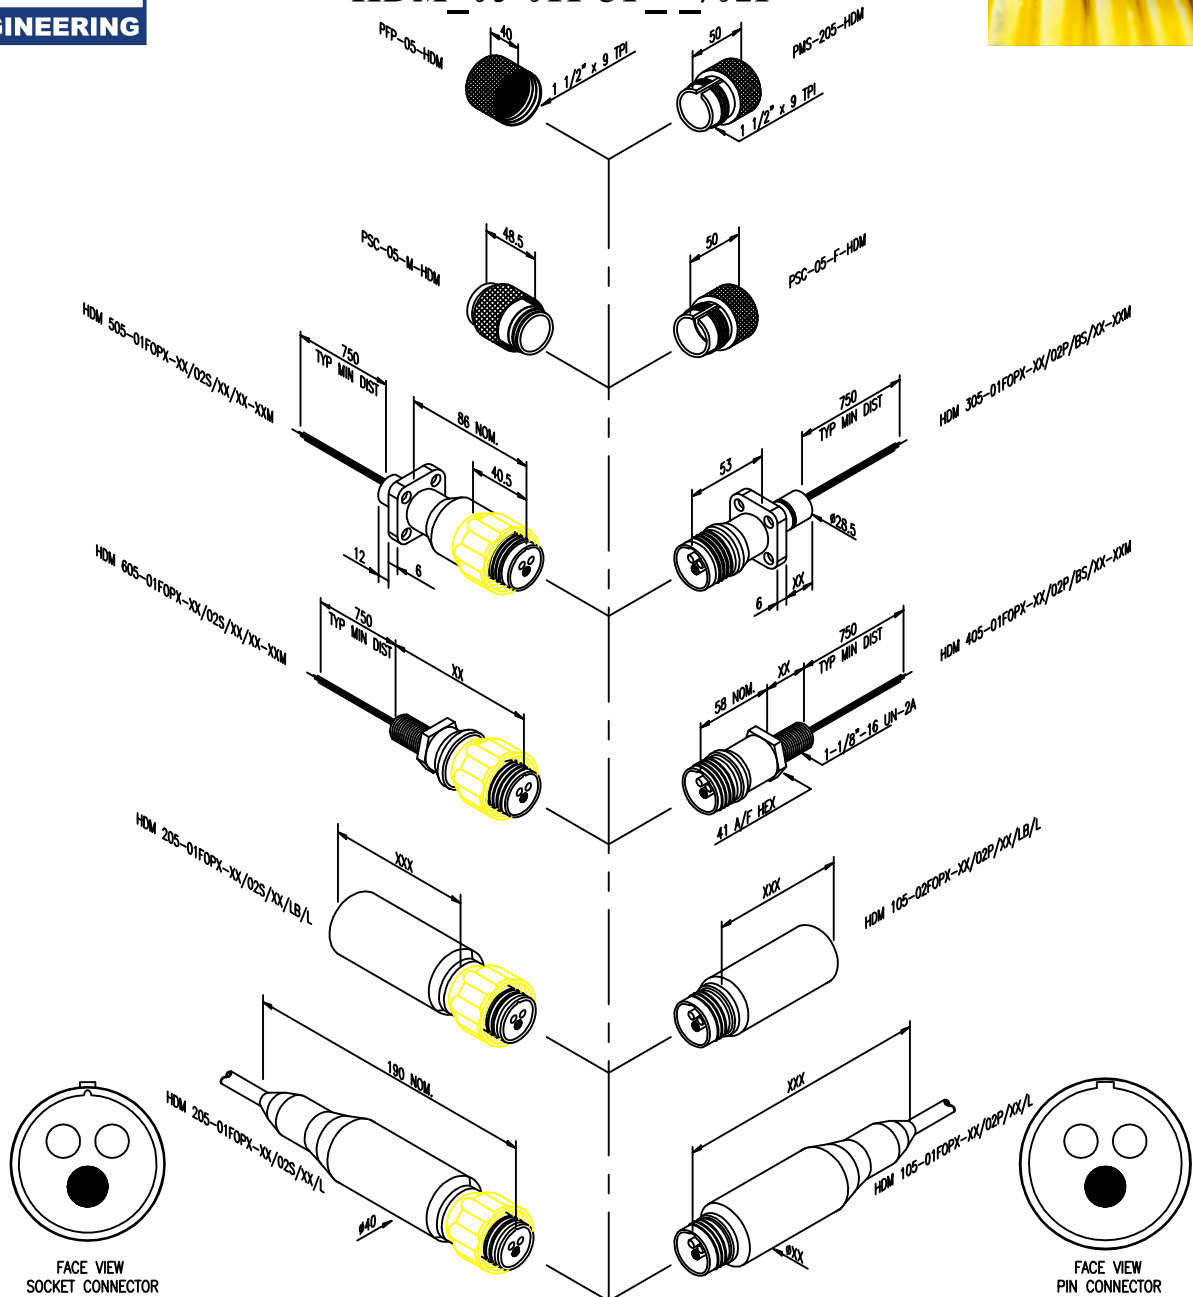 GINEERING
PFP-05-HDM
40
1 1/2" x 9 TPI
50
PMS-205-HDM
1 1/2" x 9 TPI
PSC-05-M-HDM
48.5
50
PSC-05-F-HDM
HDM 505-01FOPX-XX/02S/XX/XX-XXM
750
TYP MIN DIST
86 NOM.
40.5
12
6
53
750
TYP MIN DIST
HDM 305-01FOPX-XX/02P/BS/XX-XXM
ø28.5
6
XX
HDM 605-01FOPX-XX/02S/XX/XX-XXM
750
TYP MIN DIST
XX
58 NOM.
XX
750
TYP MIN DIST
HDM 405-01FOPX-XX/02P/BS/XX-XXM
1-1/8"-16 UN-2A
41 A/F HEX
HDM 205-01FOPX-XX/02S/XX/LB/L
XXX
XXX
HDM 105-02FOPX-XX/02P/XX/LB/L
190 NOM.
HDM 205-01FOPX-XX/02S/XX/L
ø40
XXX
HDM 105-01FOPX-XX/02P/XX/L
øXX
FACE VIEW
SOCKET CONNECTOR
FACE VIEW
PIN CONNECTOR